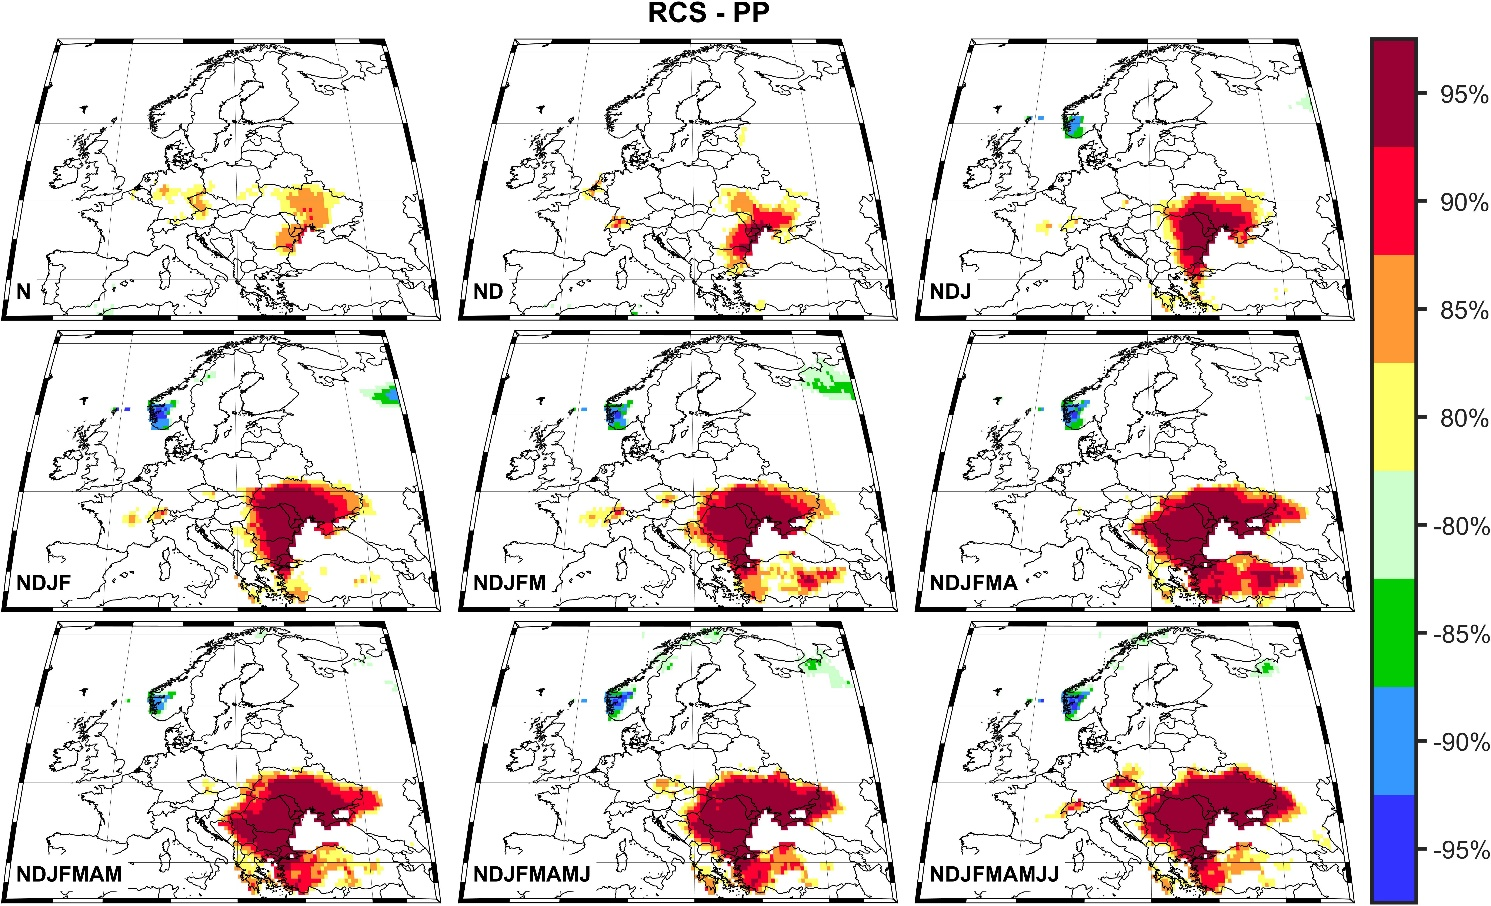 RCS - PP
N
ND
NDJ
NDJF
NDJFM
NDJFMA
NDJFMAM
NDJFMAMJ
NDJFMAMJJ
95%
90%
85%
80%
-80%
-85%
-90%
-95%